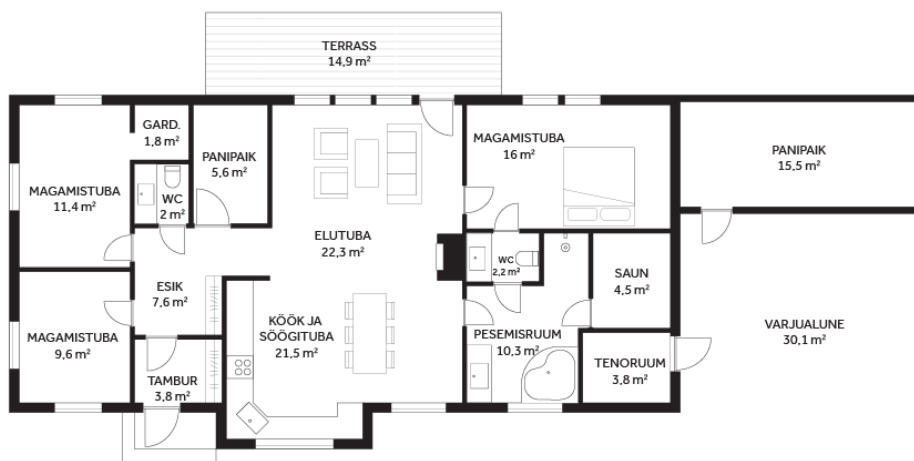 TERRASS
14,9 m²
GARD.
1,8 m²
PANIPAIK
5,6 m²
MAGAMISTUBA
16 m²
PANIPAIK
15,5 m²
MAGAMISTUBA
11,4 m²
WC
2 m²
ELUTUBA
22,3 m²
WC
2,2 m²
SAUN
4,5 m²
ESIK
7,6 m²
MAGAMISTUBA
9,6 m²
KÖÖK JA
SÖÖGITUBA
21,5 m²
PESEMISRUUM
10,3 m²
VARJUALUNE
30,1 m²
TAMBUR
3,8 m²
TENORUUM
3,8 m²